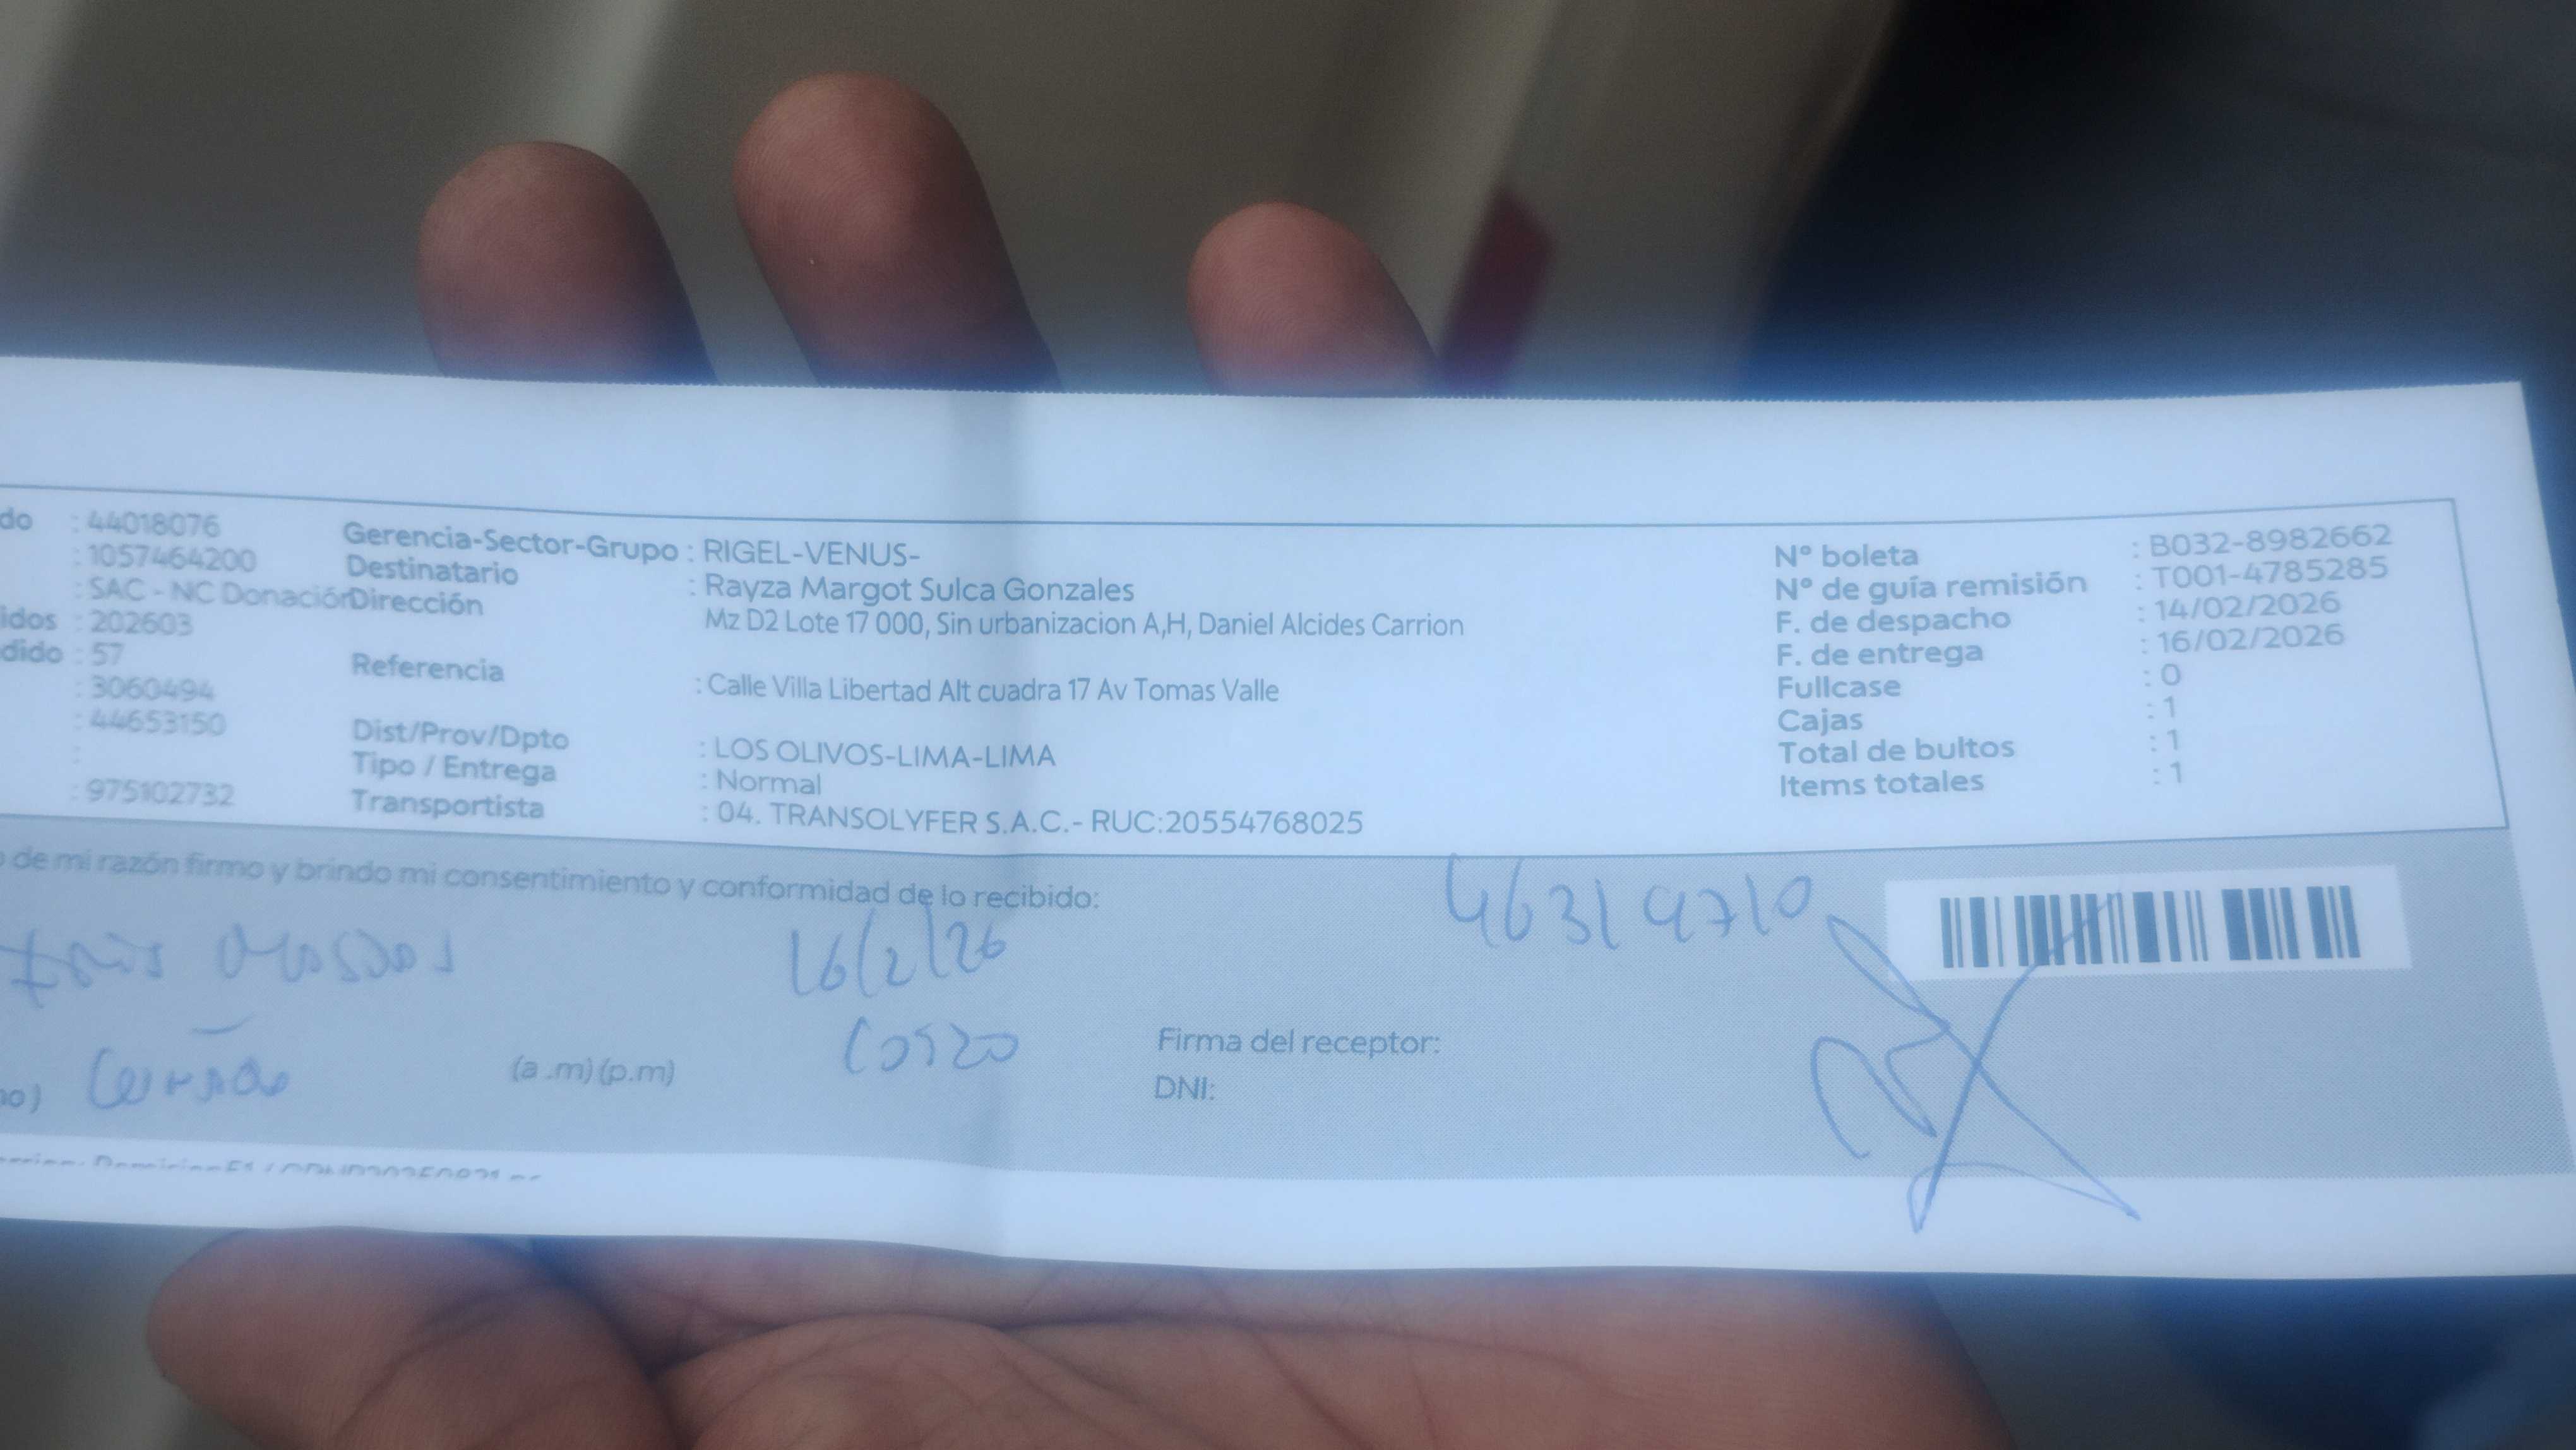 do : 44018076
: 1057464200
: SAC - NC Donación
idos : 202603
dido : 57
: 3060494
: 44653150
:
: 975102732
Gerencia-Sector-Grupo : RIGEL-VENUS-
Destinatario : Rayza Margot Sulca Gonzales
Dirección Mz D2 Lote 17 000, Sin urbanizacion A,H, Daniel Alcides Carrion
Referencia : Calle Villa Libertad Alt cuadra 17 Av Tomas Valle
Dist/Prov/Dpto : LOS OLIVOS-LIMA-LIMA
Tipo / Entrega : Normal
Transportista : 04. TRANSOLYFER S.A.C.- RUC:20554768025
Nº boleta : B032-8982662
Nº de guía remisión : T001-4785285
F. de despacho : 14/02/2026
F. de entrega : 16/02/2026
Fullcase : 0
Cajas : 1
Total de bultos : 1
Items totales : 1
o de mi razón firmo y brindo mi consentimiento y conformidad de lo recibido:
46319710
16/2/26
(a .m) (p.m)
Firma del receptor:
no)
DNI: